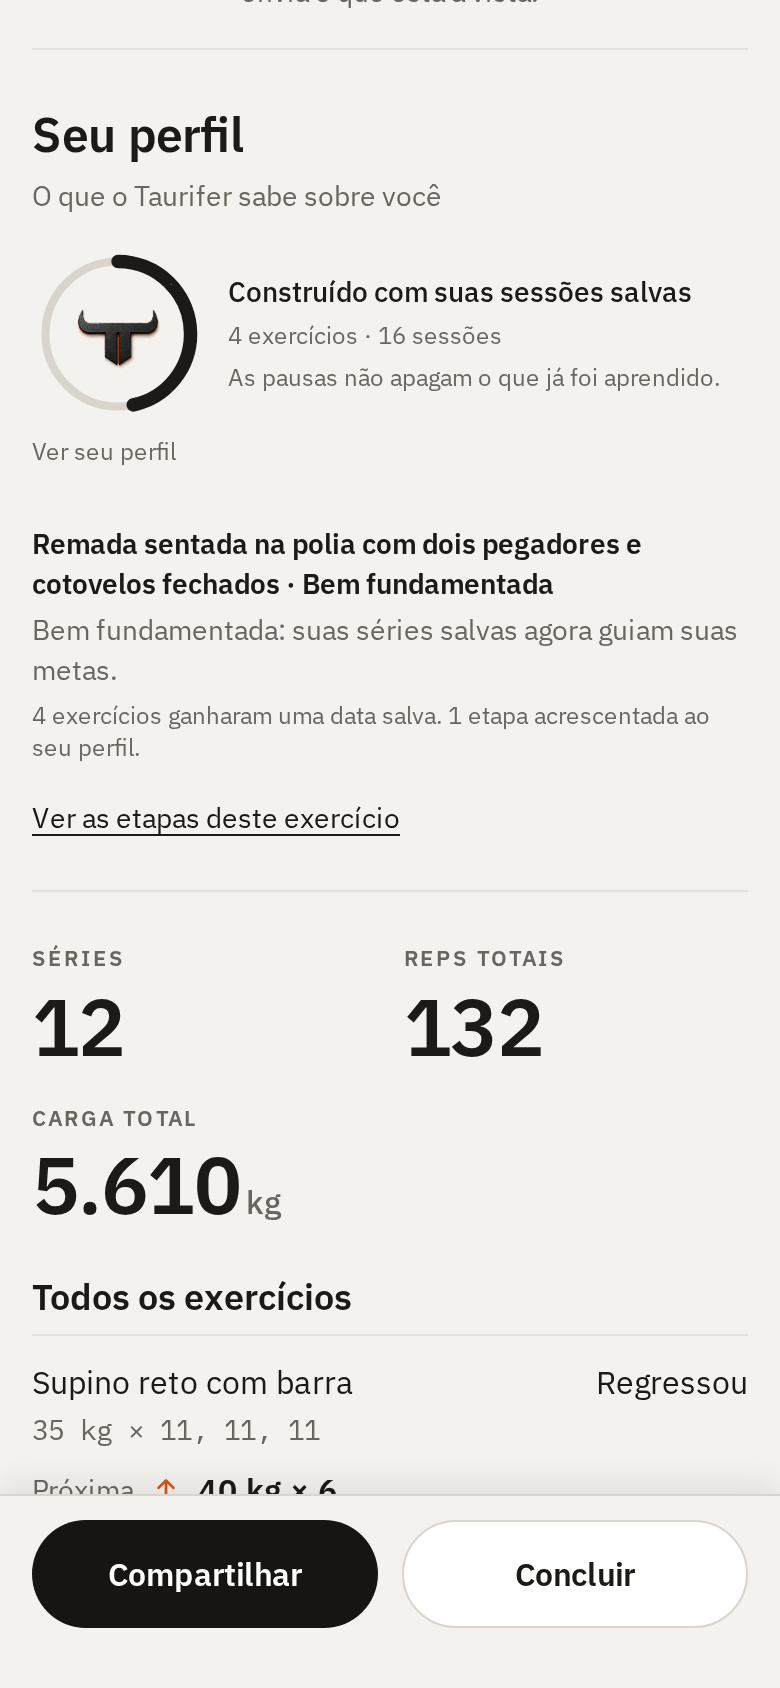 Seu perfil
O que o Taurifer sabe sobre você
Construído com suas sessões salvas
4 exercícios · 16 sessões
As pausas não apagam o que já foi aprendido.
Ver seu perfil
Remada sentada na polia com dois pegadores e
cotovelos fechados · Bem fundamentada
Bem fundamentada: suas séries salvas agora guiam suas
metas.
4 exercícios ganharam uma data salva. 1 etapa acrescentada ao
seu perfil.
Ver as etapas deste exercício
SÉRIES
12
REPS TOTAIS
132
CARGA TOTAL
5.610 kg
Todos os exercícios
Supino reto com barra
Regressou
35 kg × 11, 11, 11
Próxima ↑ 40 kg × 6
Compartilhar
Concluir